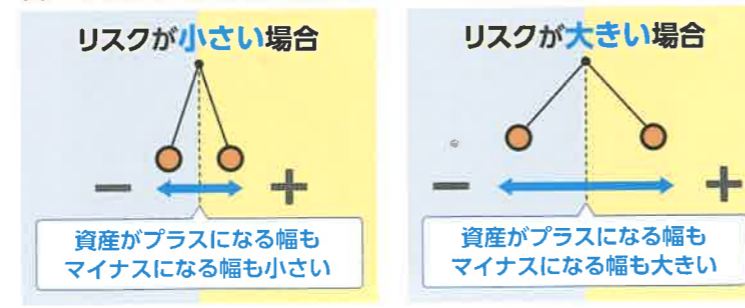 リスクが小さい場合
− +
資産がプラスになる幅も
マイナスになる幅も小さい
リスクが大きい場合
− +
資産がプラスになる幅も
マイナスになる幅も大きい